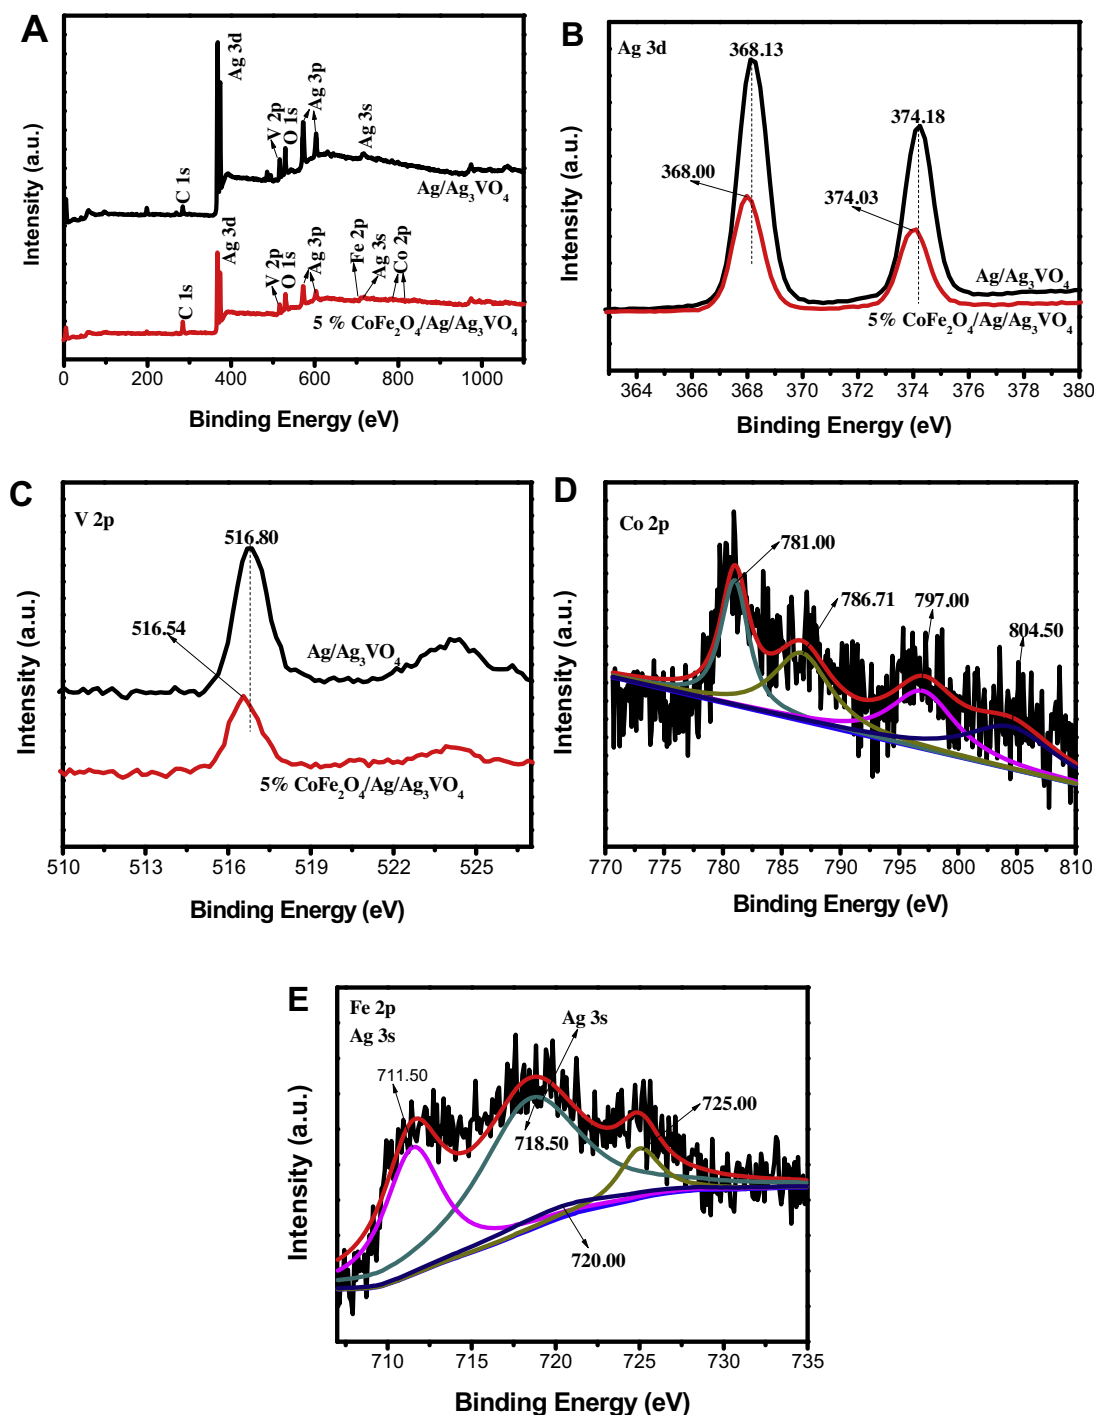 A
Intensity (a.u.)
C 1s
Ag 3d
V 2p
O 1s
Ag 3p
Ag 3s
Ag/Ag₃VO₄
C 1s
Ag 3d
V 2p
O 1s
Ag 3p
Fe 2p
Ag 3s
Co 2p
5 % CoFe₂O₄/Ag/Ag₃VO₄
0 200 400 600 800 1000
Binding Energy (eV)
B
Ag 3d
Intensity (a.u.)
368.13
374.18
368.00
374.03
Ag/Ag₃VO₄
5% CoFe₂O₄/Ag/Ag₃VO₄
364 366 368 370 372 374 376 378 380
Binding Energy (eV)
C
V 2p
Intensity (a.u.)
516.80
516.54
Ag/Ag₃VO₄
5% CoFe₂O₄/Ag/Ag₃VO₄
510 513 516 519 522 525
Binding Energy (eV)
D
Co 2p
Intensity (a.u.)
781.00
786.71
797.00
804.50
770 775 780 785 790 795 800 805 810
Binding Energy (eV)
E
Fe 2p
Ag 3s
Intensity (a.u.)
Ag 3s
711.50
718.50
725.00
720.00
710 715 720 725 730 735
Binding Energy (eV)